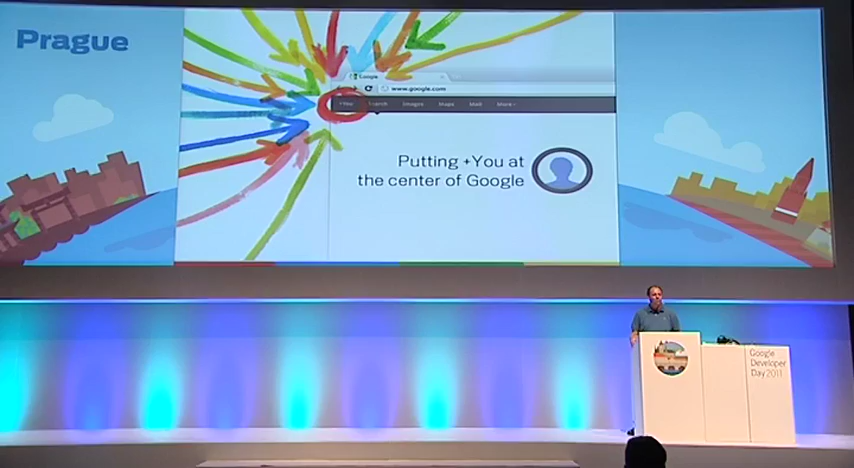 Prague
Google
www.google.com
+You Search Images Maps Mail More
Putting +You at
the center of Google
Google
Developer
Day 2011